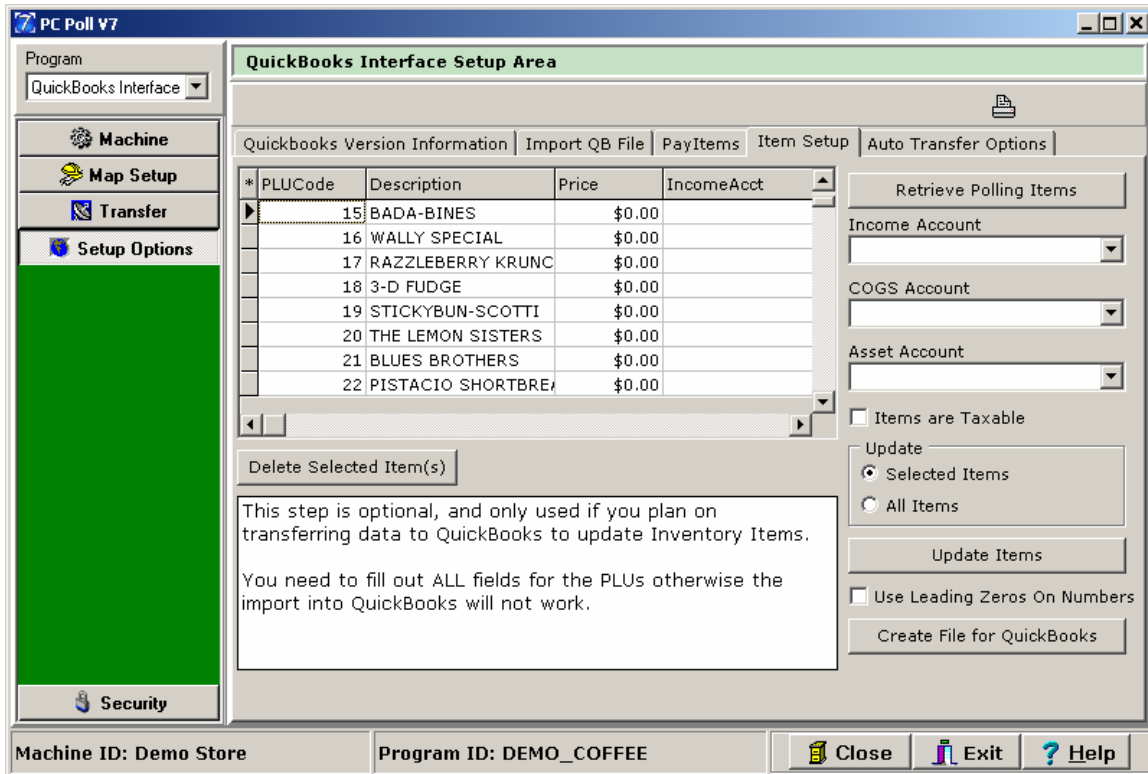 PC Poll V7
Program
QuickBooks Interface
Machine
Map Setup
Transfer
Setup Options
Security
QuickBooks Interface Setup Area
Quickbooks Version Information
Import QB File
PayItems
Item Setup
Auto Transfer Options
* PLUCode Description Price IncomeAcct
15 BADA-BINES $0.00
16 WALLY SPECIAL $0.00
17 RAZZLEBERRY KRUNC $0.00
18 3-D FUDGE $0.00
19 STICKYBUN-SCOTTI $0.00
20 THE LEMON SISTERS $0.00
21 BLUES BROTHERS $0.00
22 PISTACIO SHORTBREA $0.00
Delete Selected Item(s)
This step is optional, and only used if you plan on
transferring data to QuickBooks to update Inventory Items.
You need to fill out ALL fields for the PLUs otherwise the
import into QuickBooks will not work.
Retrieve Polling Items
Income Account
COGS Account
Asset Account
Items are Taxable
Update
Selected Items
All Items
Update Items
Use Leading Zeros On Numbers
Create File for QuickBooks
Machine ID: Demo Store
Program ID: DEMO_COFFEE
Close
Exit
? Help